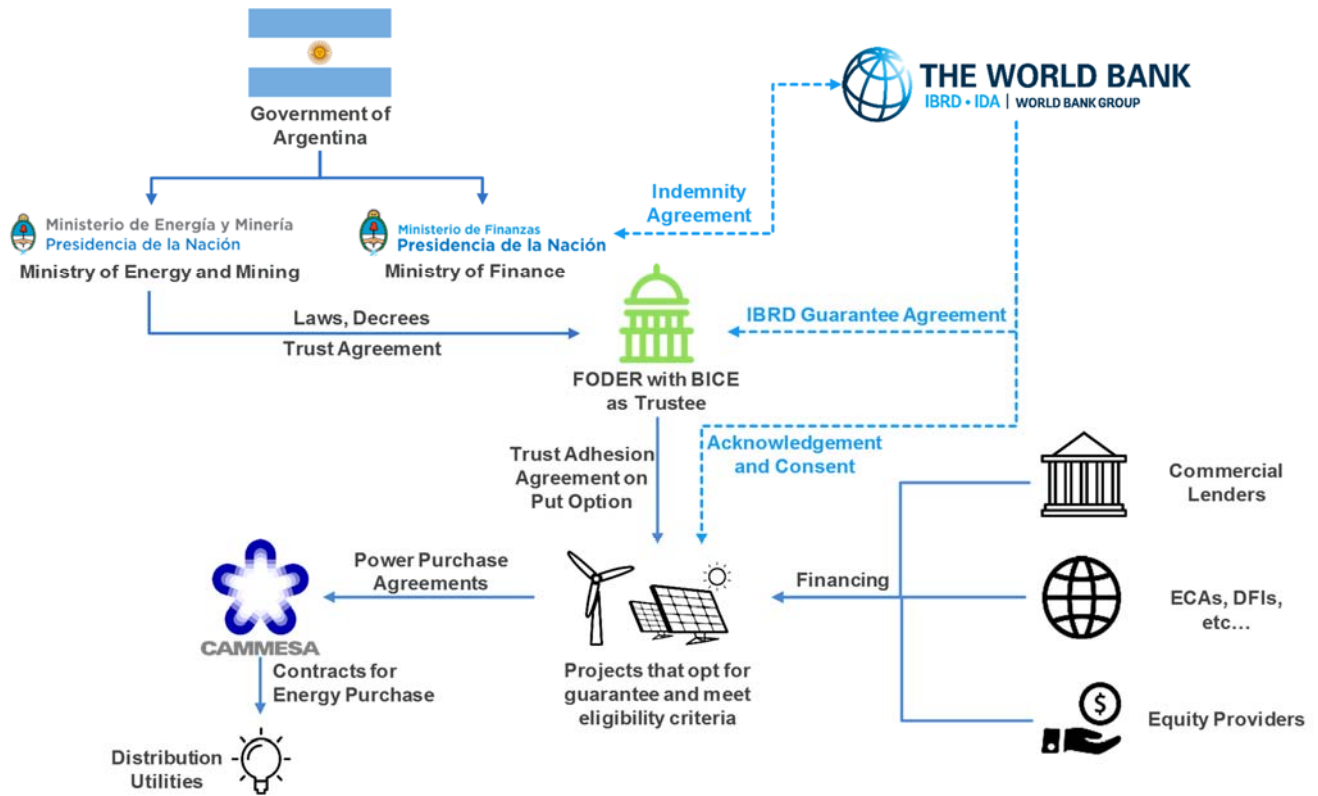 Government of
Argentina
THE WORLD BANK
IBRD • IDA | WORLD BANK GROUP
Indemnity
Agreement
Ministerio de Energía y Minería
Presidencia de la Nación
Ministry of Energy and Mining
Ministerio de Finanzas
Presidencia de la Nación
Ministry of Finance
Laws, Decrees
Trust Agreement
IBRD Guarantee Agreement
FODER with BICE
as Trustee
Trust Adhesion
Agreement on
Put Option
Acknowledgement
and Consent
Commercial
Lenders
Power Purchase
Agreements
Financing
ECAs, DFIs,
etc...
CAMMESA
Contracts for
Energy Purchase
Projects that opt for
guarantee and meet
eligibility criteria
$
Equity Providers
Distribution
Utilities